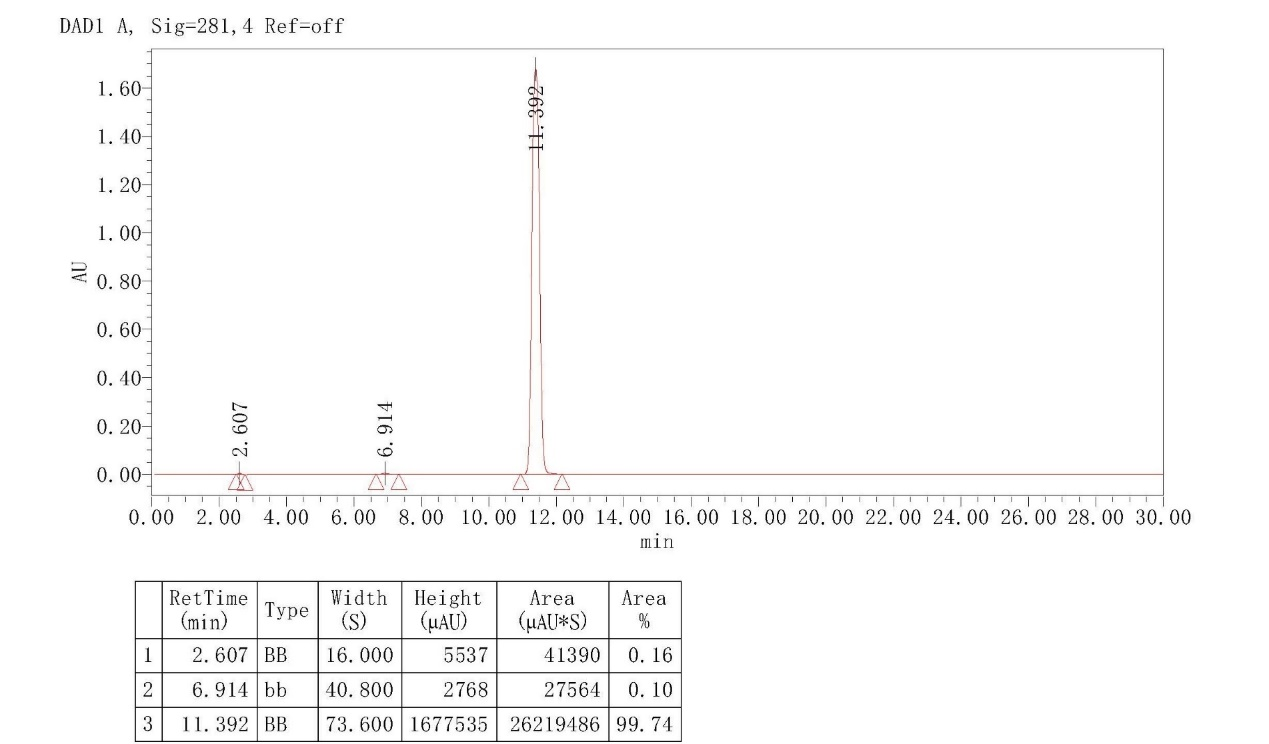 DAD1 A, Sig=281,4 Ref=off
1.60
1.40
1.20
1.00
0.80
0.60
0.40
0.20
0.00
AU
2.607
6.914
11.392
0.00 2.00 4.00 6.00 8.00 10.00 12.00 14.00 16.00 18.00 20.00 22.00 24.00 26.00 28.00 30.00
min
RetTime (min) Type Width (S) Height (µAU) Area (µAU*S) Area %
1 2.607 BB 16.000 5537 41390 0.16
2 6.914 bb 40.800 2768 27564 0.10
3 11.392 BB 73.600 1677535 26219486 99.74